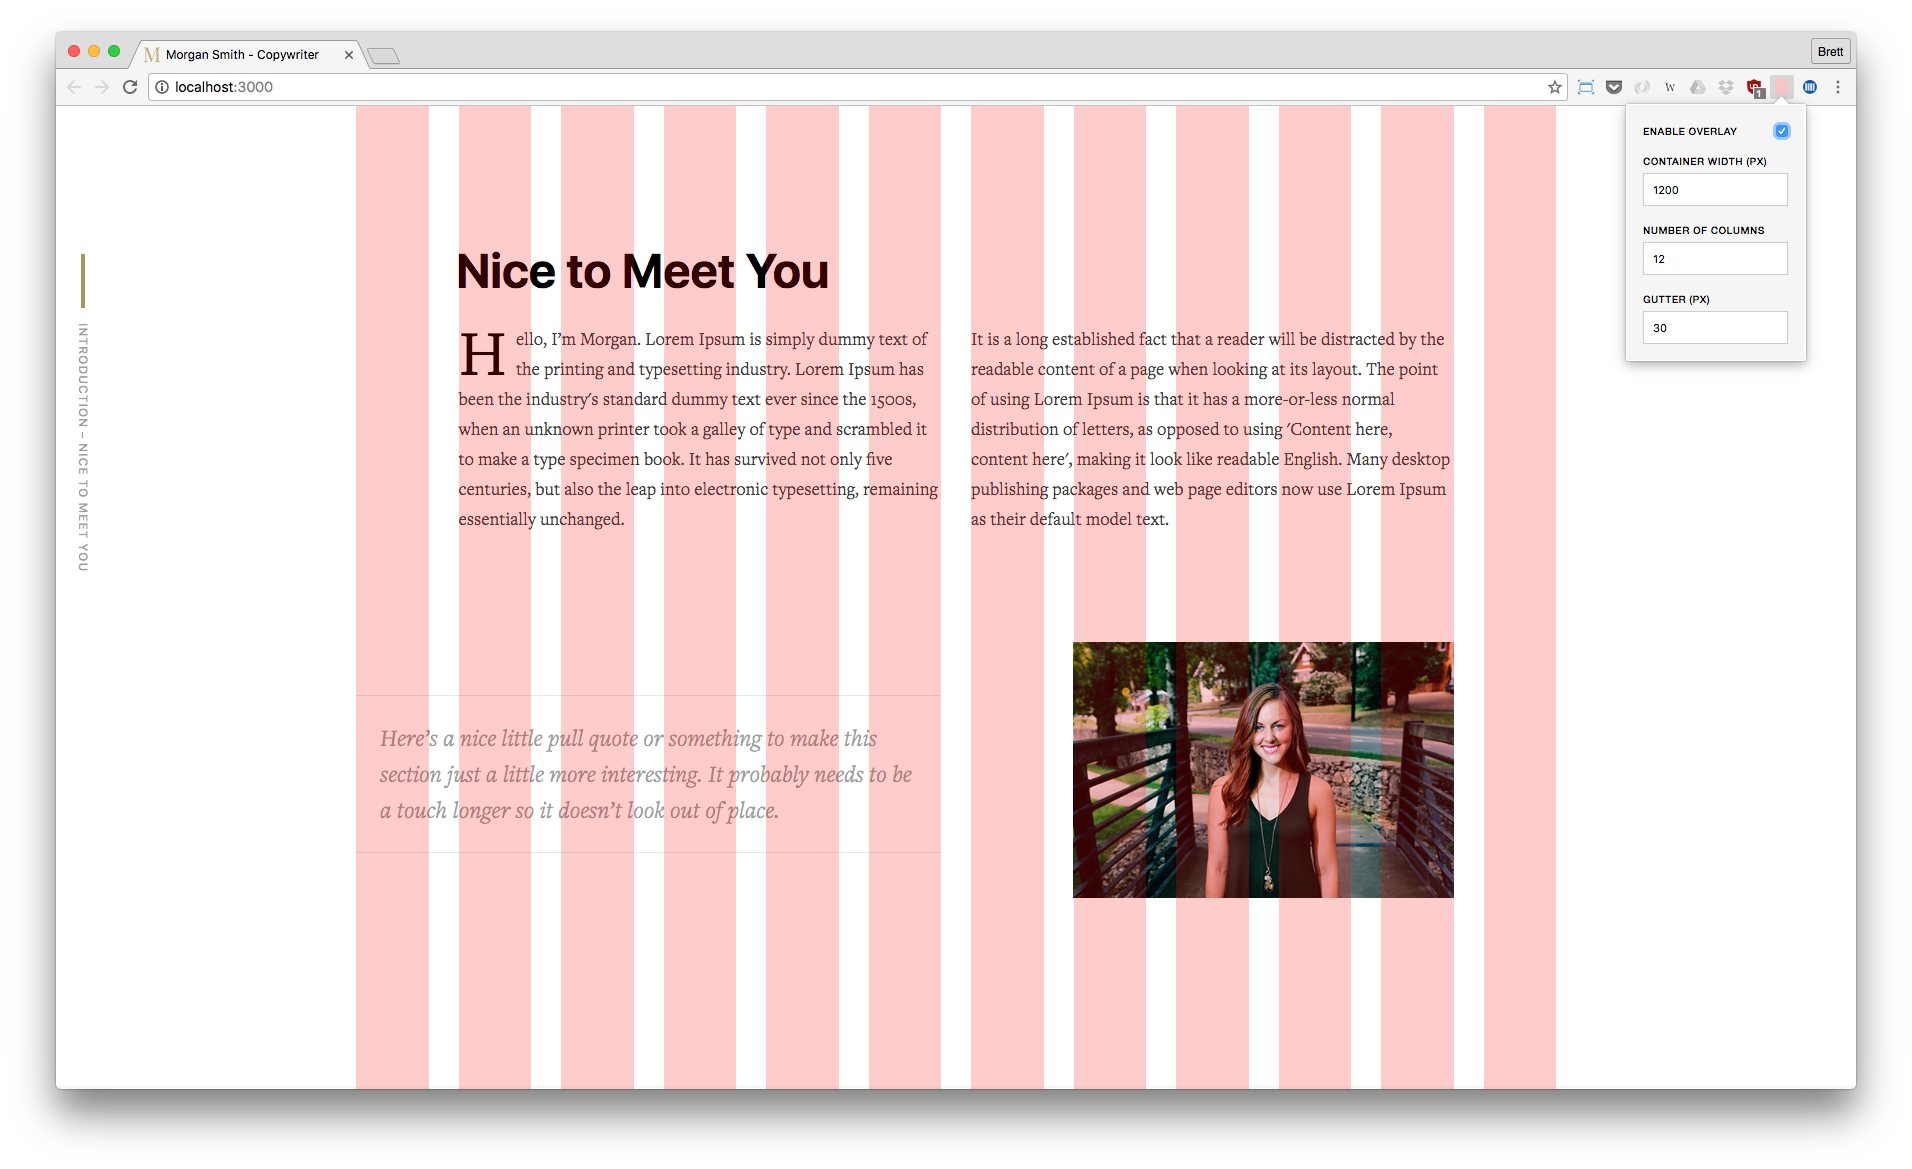 Morgan Smith - Copywriter
Brett
localhost:3000
W
1
ENABLE OVERLAY
CONTAINER WIDTH (PX)
1200
NUMBER OF COLUMNS
12
GUTTER (PX)
30
INTRODUCTION – NICE TO MEET YOU
Nice to Meet You
Hello, I’m Morgan. Lorem Ipsum is simply dummy text of
the printing and typesetting industry. Lorem Ipsum has
been the industry's standard dummy text ever since the 1500s,
when an unknown printer took a galley of type and scrambled it
to make a type specimen book. It has survived not only five
centuries, but also the leap into electronic typesetting, remaining
essentially unchanged.
It is a long established fact that a reader will be distracted by the
readable content of a page when looking at its layout. The point
of using Lorem Ipsum is that it has a more-or-less normal
distribution of letters, as opposed to using 'Content here,
content here', making it look like readable English. Many desktop
publishing packages and web page editors now use Lorem Ipsum
as their default model text.
Here’s a nice little pull quote or something to make this
section just a little more interesting. It probably needs to be
a touch longer so it doesn’t look out of place.